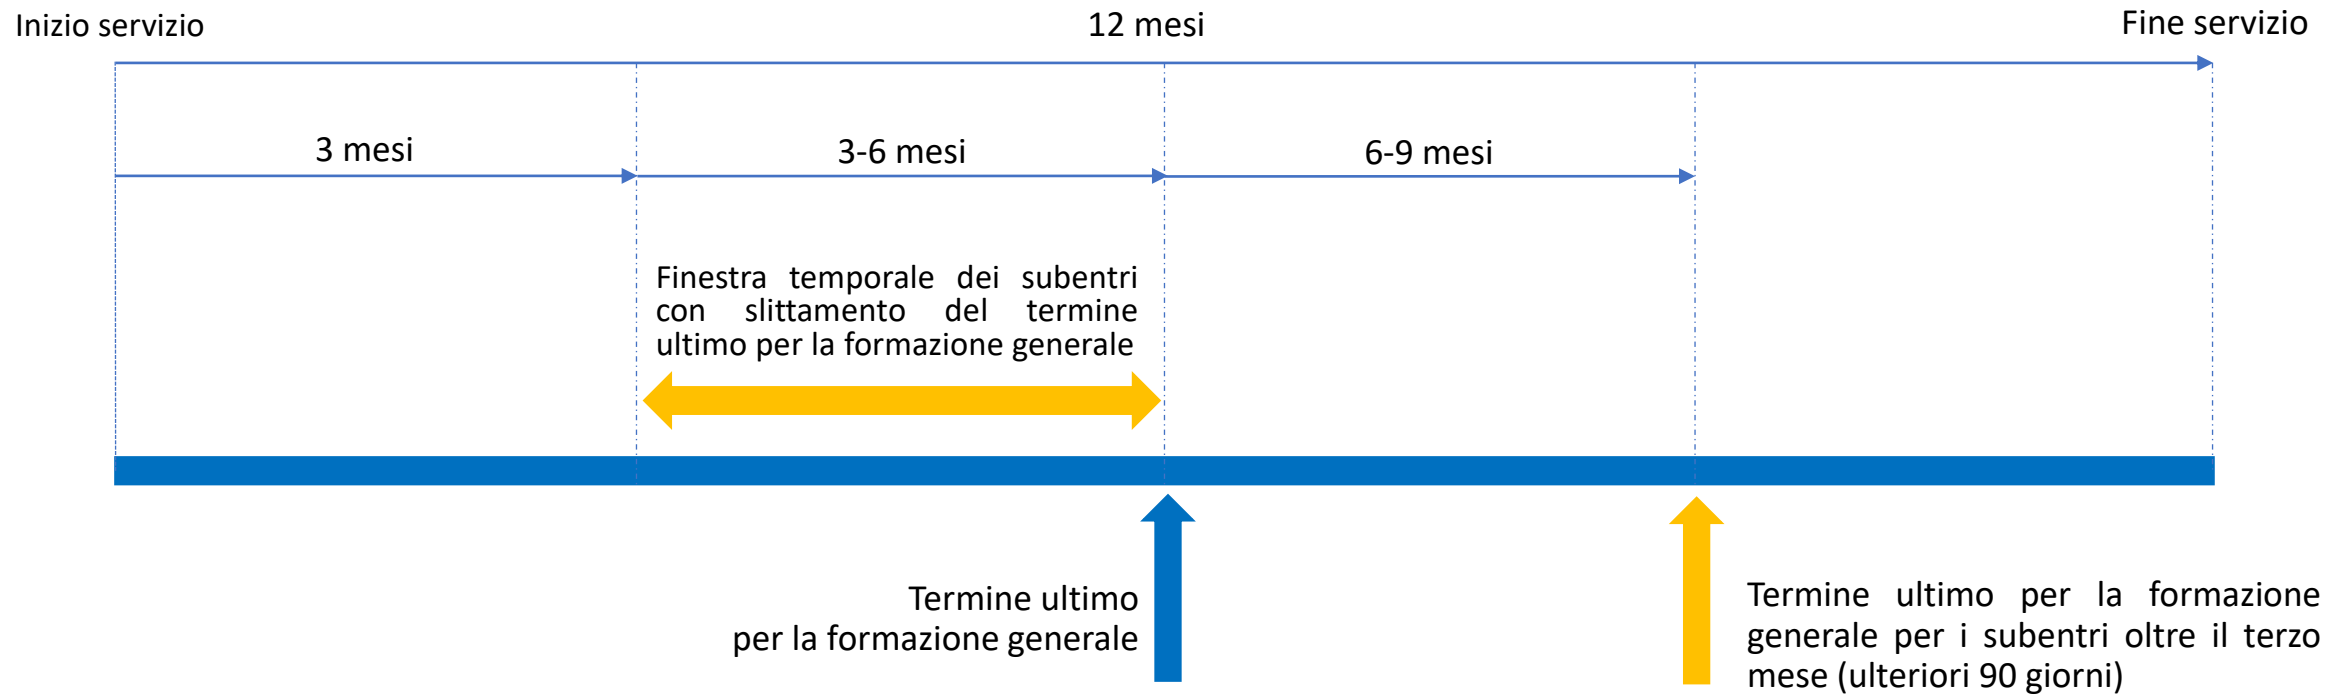 Inizio servizio
12 mesi
Fine servizio
3 mesi
3-6 mesi
6-9 mesi
Finestra temporale dei subentri
con slittamento del termine
ultimo per la formazione generale
Termine ultimo
per la formazione generale
Termine ultimo per la formazione
generale per i subentri oltre il terzo
mese (ulteriori 90 giorni)